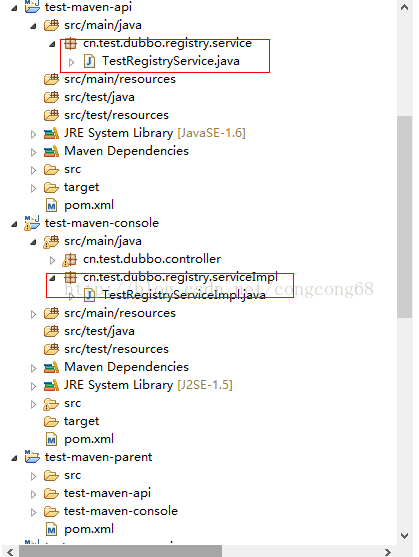 test-maven-api
src/main/java
cn.test.dubbo.registry.service
TestRegistryService.java
src/main/resources
src/test/java
src/test/resources
JRE System Library [JavaSE-1.6]
Maven Dependencies
src
target
pom.xml
test-maven-console
src/main/java
cn.test.dubbo.controller
cn.test.dubbo.registry.serviceImpl
http://blog.csdn.net/congcong68
TestRegistryServiceImpl.java
src/main/resources
src/test/java
src/test/resources
Maven Dependencies
JRE System Library [J2SE-1.5]
src
target
pom.xml
test-maven-parent
src
test-maven-api
test-maven-console
pom.xml